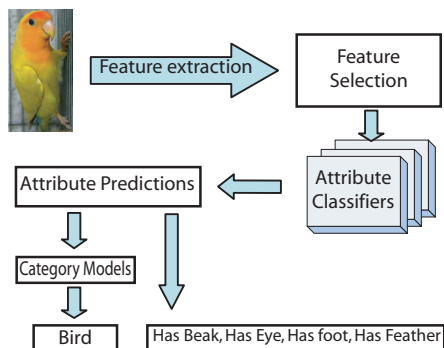 Feature extraction
Feature
Selection
Attribute
Classifiers
Attribute Predictions
Category Models
Bird
Has Beak, Has Eye, Has foot, Has Feather